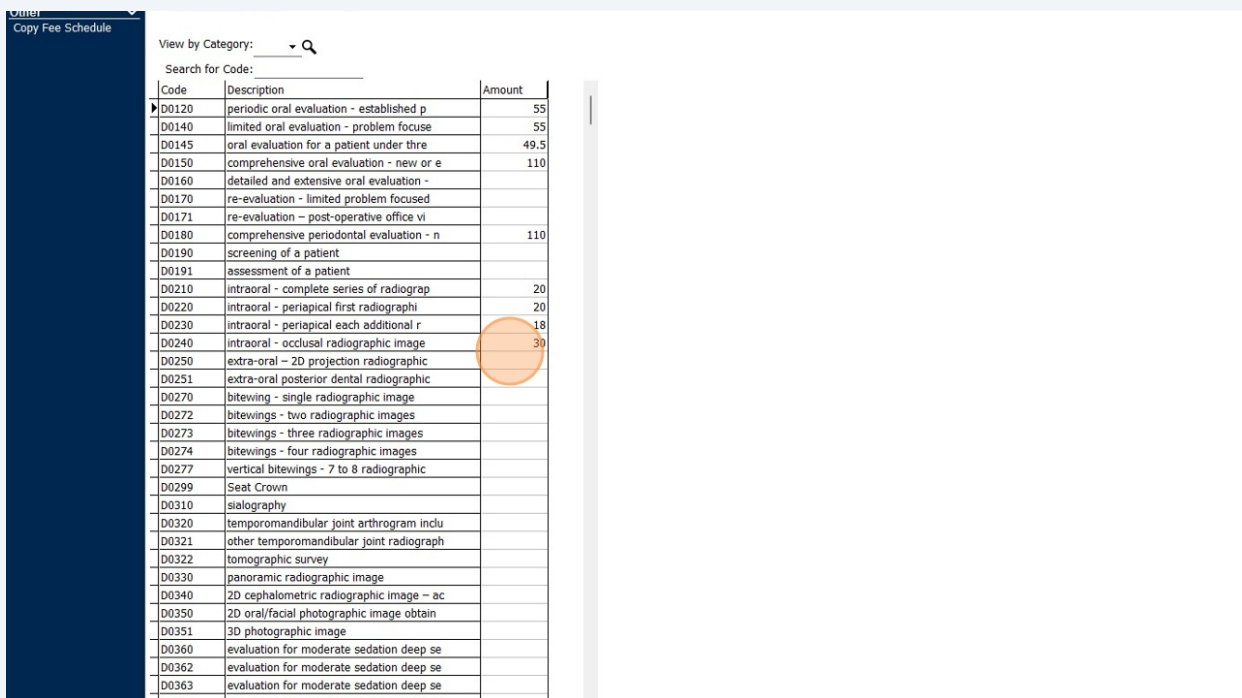 Other
Copy Fee Schedule
View by Category:
Search for Code:
Code Description Amount
D0120 periodic oral evaluation - established p 55
D0140 limited oral evaluation - problem focuse 55
D0145 oral evaluation for a patient under thre 49.5
D0150 comprehensive oral evaluation - new or e 110
D0160 detailed and extensive oral evaluation -
D0170 re-evaluation - limited problem focused
D0171 re-evaluation – post-operative office vi
D0180 comprehensive periodontal evaluation - n 110
D0190 screening of a patient
D0191 assessment of a patient
D0210 intraoral - complete series of radiograp 20
D0220 intraoral - periapical first radiographi 20
D0230 intraoral - periapical each additional r 18
D0240 intraoral - occlusal radiographic image 30
D0250 extra-oral – 2D projection radiographic
D0251 extra-oral posterior dental radiographic
D0270 bitewing - single radiographic image
D0272 bitewings - two radiographic images
D0273 bitewings - three radiographic images
D0274 bitewings - four radiographic images
D0277 vertical bitewings - 7 to 8 radiographic
D0299 Seat Crown
D0310 sialography
D0320 temporomandibular joint arthrogram inclu
D0321 other temporomandibular joint radiograph
D0322 tomographic survey
D0330 panoramic radiographic image
D0340 2D cephalometric radiographic image – ac
D0350 2D oral/facial photographic image obtain
D0351 3D photographic image
D0360 evaluation for moderate sedation deep se
D0362 evaluation for moderate sedation deep se
D0363 evaluation for moderate sedation deep se